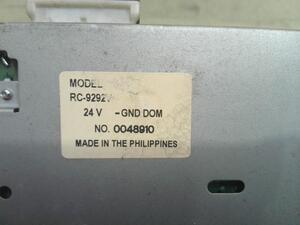 MODEL
RC-9292
24 V -GND DOM
NO. 0048910
MADE IN THE PHILIPPINES